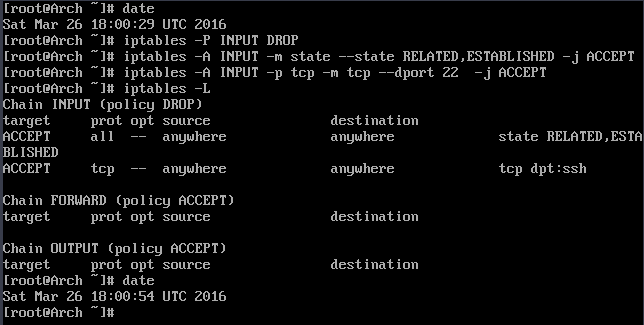 [root@Arch ~]# date
Sat Mar 26 18:00:29 UTC 2016
[root@Arch ~]# iptables -P INPUT DROP
[root@Arch ~]# iptables -A INPUT -m state --state RELATED,ESTABLISHED -j ACCEPT
[root@Arch ~]# iptables -A INPUT -p tcp -m tcp --dport 22  -j ACCEPT
[root@Arch ~]# iptables -L
Chain INPUT (policy DROP)
target     prot opt source               destination
ACCEPT     all  --  anywhere             anywhere             state RELATED,ESTA
BLISHED
ACCEPT     tcp  --  anywhere             anywhere             tcp dpt:ssh

Chain FORWARD (policy ACCEPT)
target     prot opt source               destination

Chain OUTPUT (policy ACCEPT)
target     prot opt source               destination
[root@Arch ~]# date
Sat Mar 26 18:00:54 UTC 2016
[root@Arch ~]#